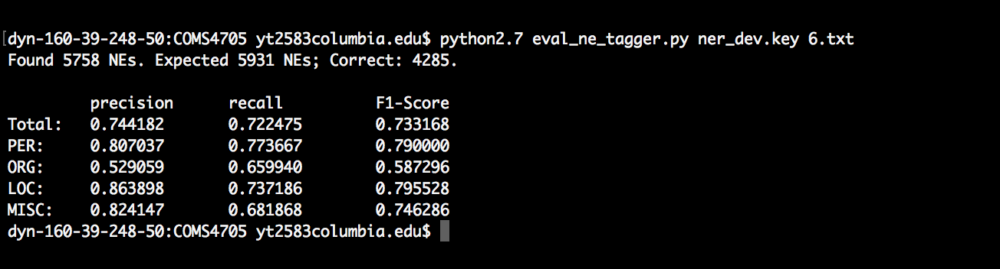 [dyn-160-39-248-50:COMS4705 yt2583columbia.edu$ python2.7 eval_ne_tagger.py ner_dev.key 6.txt
Found 5758 NEs. Expected 5931 NEs; Correct: 4285.
precision recall F1-Score
Total: 0.744182 0.722475 0.733168
PER: 0.807037 0.773667 0.790000
ORG: 0.529059 0.659940 0.587296
LOC: 0.863898 0.737186 0.795528
MISC: 0.824147 0.681868 0.746286
dyn-160-39-248-50:COMS4705 yt2583columbia.edu$